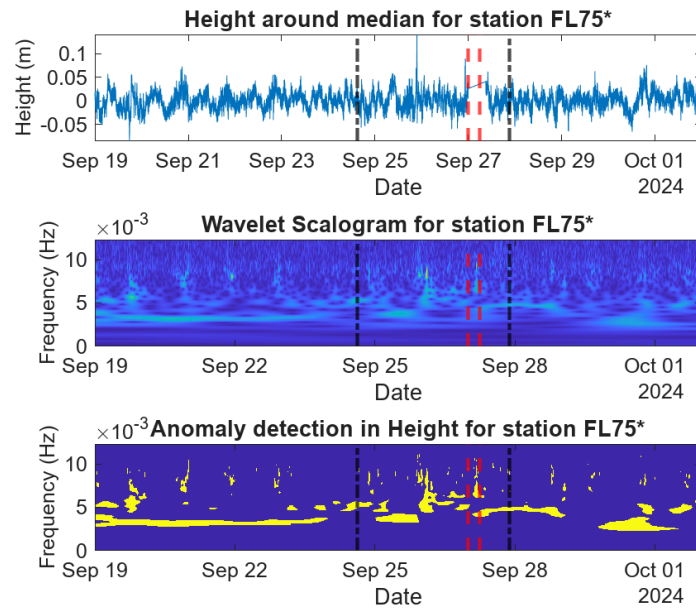 Height around median for station FL75*
Height (m)
0.1
0.05
0
-0.05
Sep 19 Sep 21 Sep 23 Sep 25 Sep 27 Sep 29 Oct 01
Date 2024
×10⁻³ Wavelet Scalogram for station FL75*
Frequency (Hz)
10
5
0
Sep 19 Sep 22 Sep 25 Sep 28 Oct 01
Date 2024
×10⁻³ Anomaly detection in Height for station FL75*
Frequency (Hz)
10
5
0
Sep 19 Sep 22 Sep 25 Sep 28 Oct 01
Date 2024